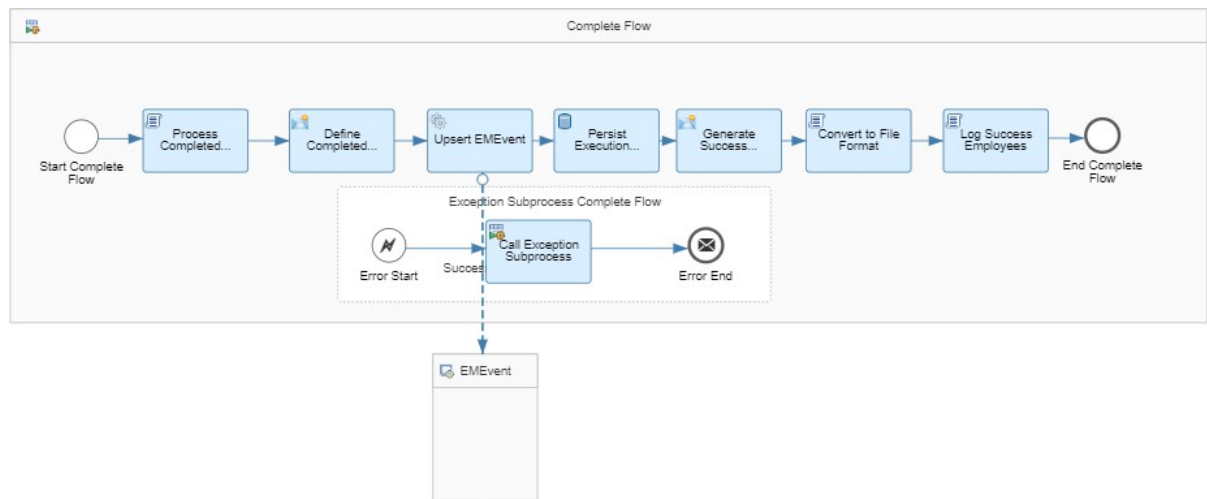 Complete Flow
Start Complete
Flow
Process
Completed...
Define
Completed...
Upsert EMEvent
Persist
Execution...
Generate
Success...
Convert to File
Format
Log Success
Employees
End Complete
Flow
Exception Subprocess Complete Flow
Error Start
Succes
Call Exception
Subprocess
Error End
EMEvent